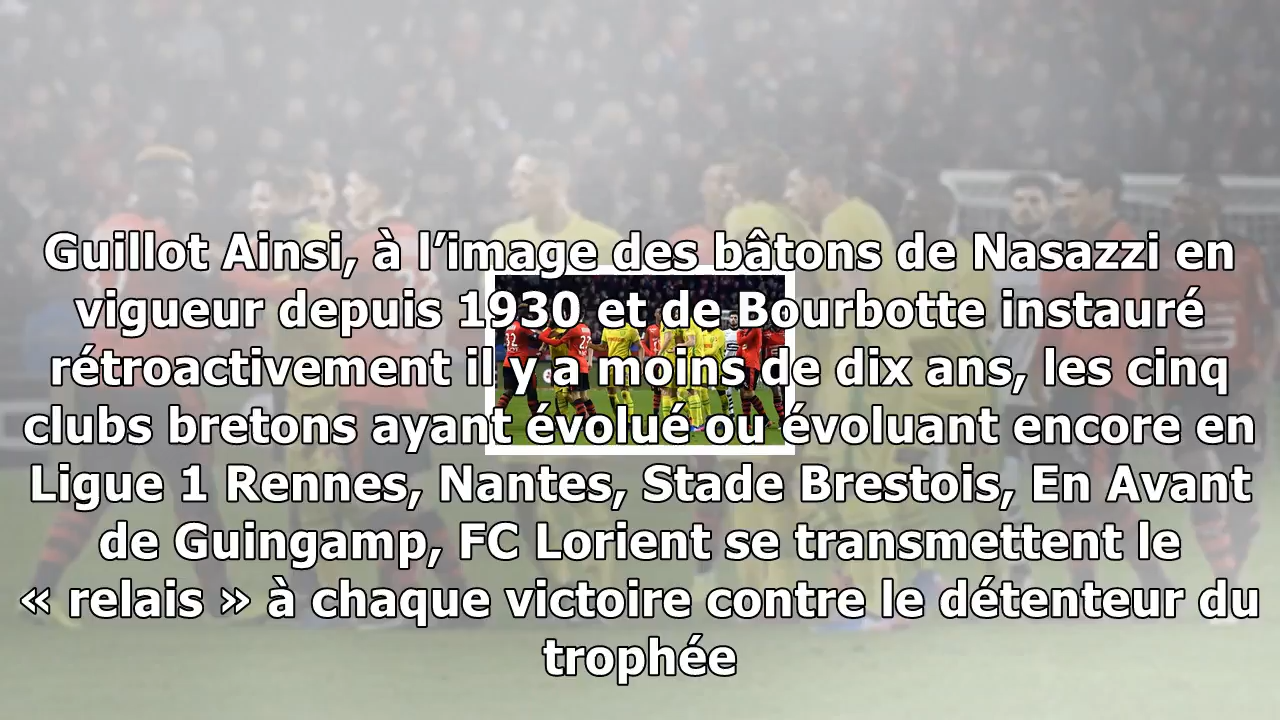 Guillot Ainsi, à l’image des bâtons de Nasazzi en
vigueur depuis 1930 et de Bourbotte instauré
rétroactivement il y a moins de dix ans, les cinq
clubs bretons ayant évolué ou évoluant encore en
Ligue 1 Rennes, Nantes, Stade Brestois, En Avant
de Guingamp, FC Lorient se transmettent le
« relais » à chaque victoire contre le détenteur du
trophée